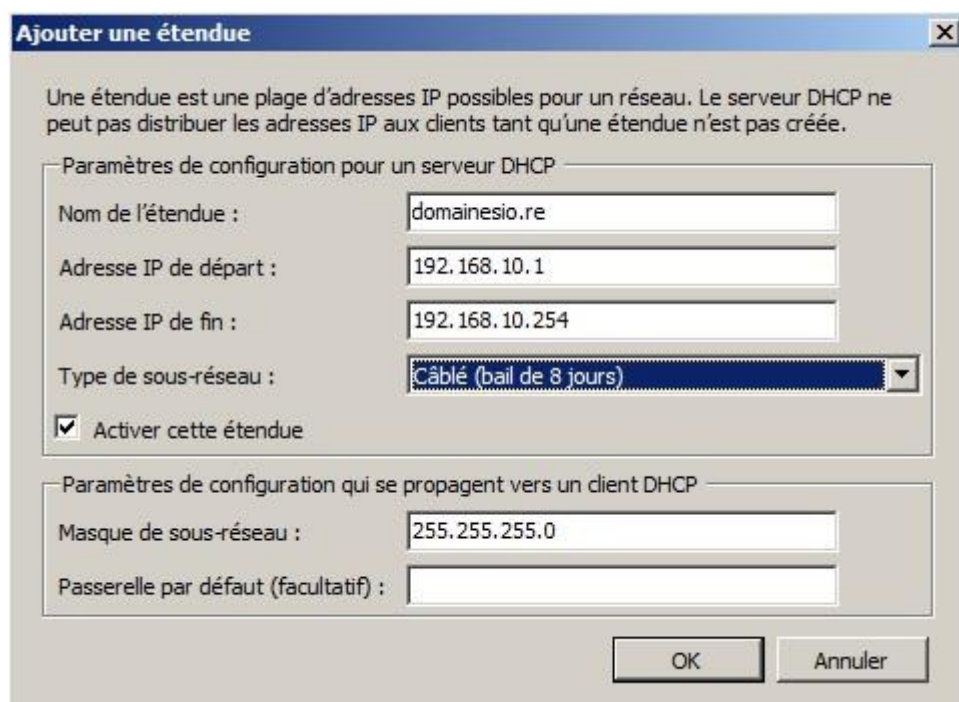 Ajouter une étendue
Une étendue est une plage d'adresses IP possibles pour un réseau. Le serveur DHCP ne
peut pas distribuer les adresses IP aux clients tant qu'une étendue n'est pas créée.
Paramètres de configuration pour un serveur DHCP
Nom de l'étendue : domainesio.re
Adresse IP de départ : 192.168.10.1
Adresse IP de fin : 192.168.10.254
Type de sous-réseau : Câblé (bail de 8 jours)
Activer cette étendue
Paramètres de configuration qui se propagent vers un client DHCP
Masque de sous-réseau : 255.255.255.0
Passerelle par défaut (facultatif) :
OK Annuler